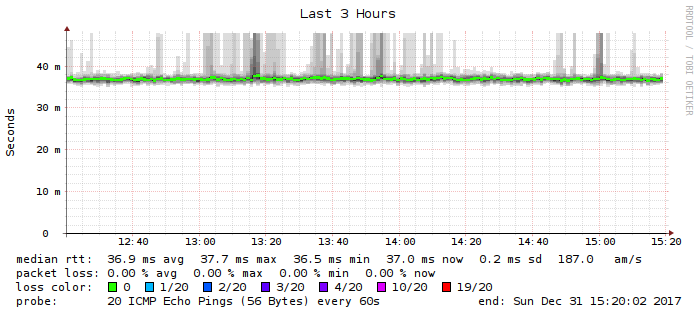 Last 3 Hours
RRDTOOL / TOBI OETIKER
Seconds
40 m
30 m
20 m
10 m
0
12:40 13:00 13:20 13:40 14:00 14:20 14:40 15:00 15:20
median rtt: 36.9 ms avg 37.7 ms max 36.5 ms min 37.0 ms now 0.2 ms sd 187.0 am/s
packet loss: 0.00 % avg 0.00 % max 0.00 % min 0.00 % now
loss color: 0 1/20 2/20 3/20 4/20 10/20 19/20
probe: 20 ICMP Echo Pings (56 Bytes) every 60s end: Sun Dec 31 15:20:02 2017